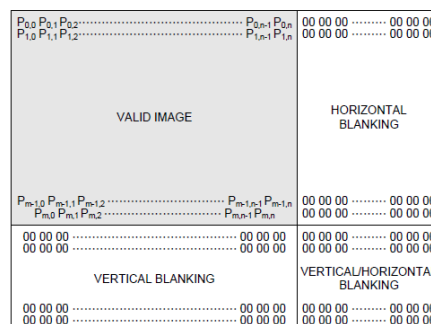 P0,0 P0,1 P0,2.......................................P0,n-1 P0,n
P1,0 P1,1 P1,2.......................................P1,n-1 P1,n
VALID IMAGE
Pm-1,0 Pm-1,1 Pm-1,2.............................Pm-1,n-1 Pm-1,n
Pm,0 Pm,1 Pm,2.............................Pm,n-1 Pm,n
00 00 00 ......... 00 00 00
00 00 00 ......... 00 00 00
HORIZONTAL
BLANKING
00 00 00 ......... 00 00 00
00 00 00 ......... 00 00 00
00 00 00 ..................................... 00 00 00
00 00 00 ..................................... 00 00 00
VERTICAL BLANKING
00 00 00 ..................................... 00 00 00
00 00 00 ..................................... 00 00 00
00 00 00 ......... 00 00 00
00 00 00 ......... 00 00 00
VERTICAL/HORIZONTAL
BLANKING
00 00 00 ......... 00 00 00
00 00 00 ......... 00 00 00